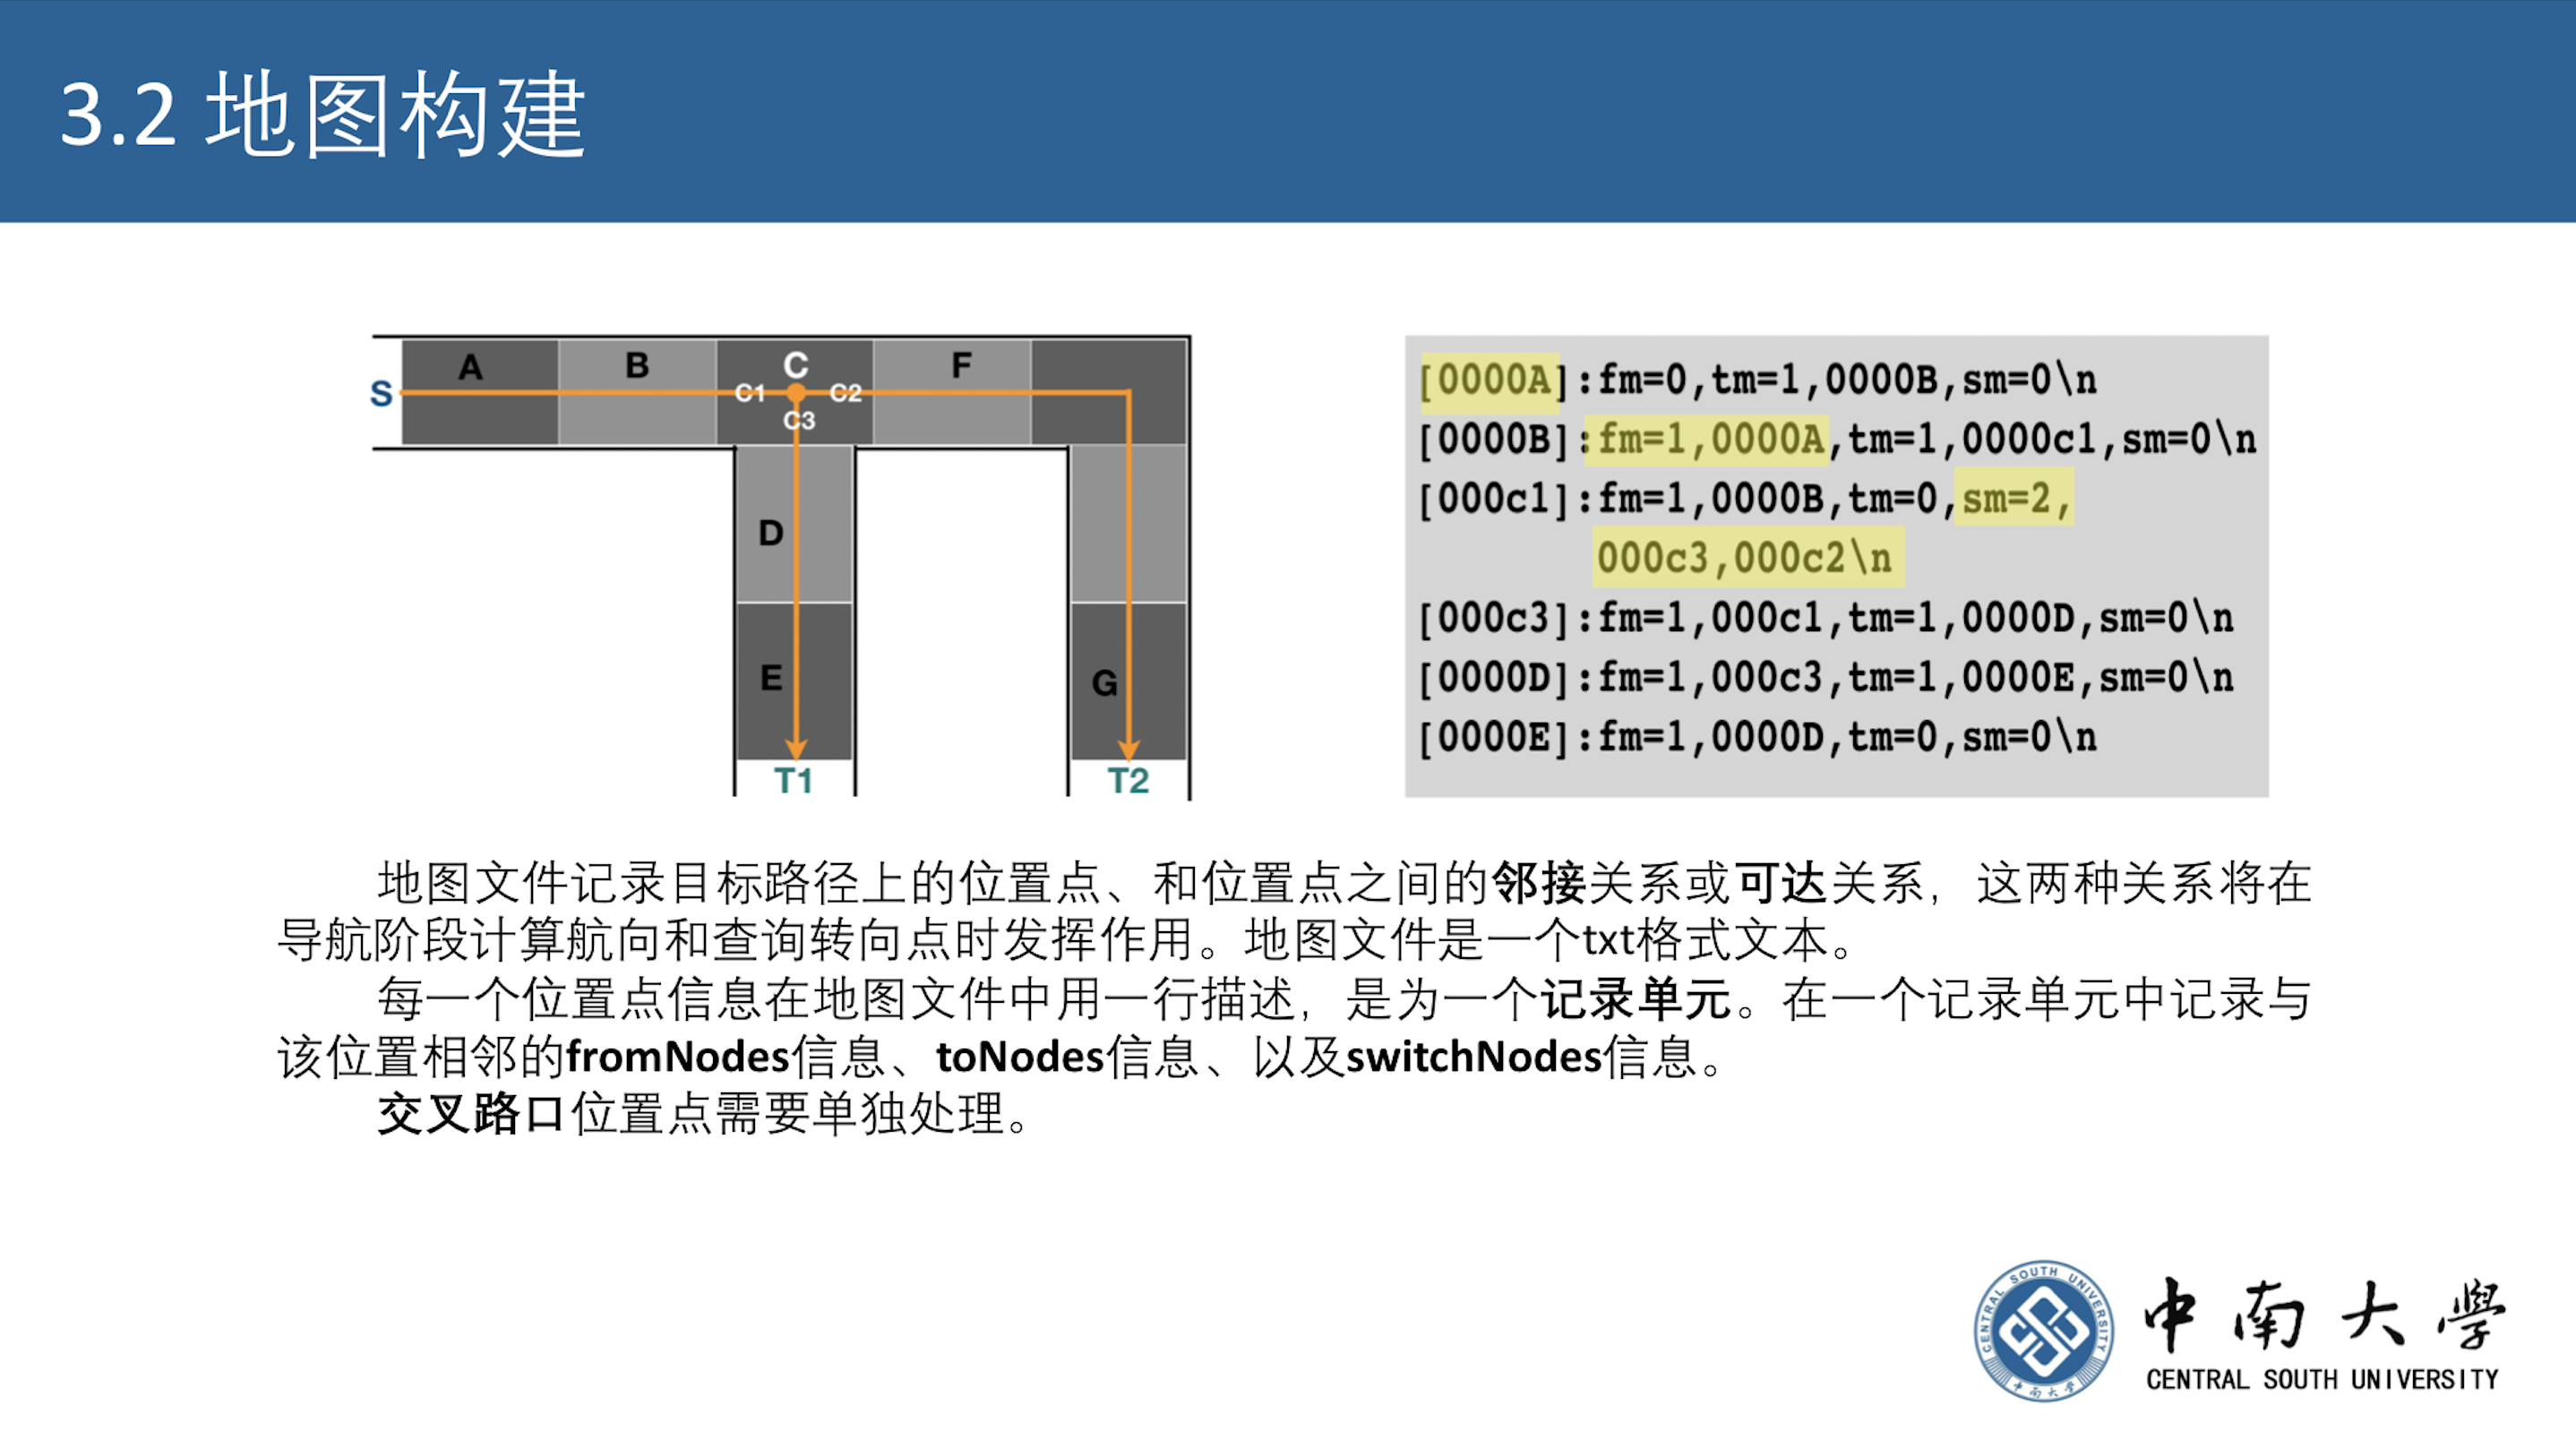 3.2 地图构建
A
B
C
F
S
C1
C2
C3
D
E
G
T1
T2
[0000A]:fm=0,tm=1,0000B,sm=0\n
[0000B]:fm=1,0000A,tm=1,0000c1,sm=0\n
[000c1]:fm=1,0000B,tm=0,sm=2,
000c3,000c2\n
[000c3]:fm=1,000c1,tm=1,0000D,sm=0\n
[0000D]:fm=1,000c3,tm=1,0000E,sm=0\n
[0000E]:fm=1,0000D,tm=0,sm=0\n
地图文件记录目标路径上的位置点、和位置点之间的邻接关系或可达关系，这两种关系将在
导航阶段计算航向和查询转向点时发挥作用。地图文件是一个txt格式文本。
每一个位置点信息在地图文件中用一行描述，是为一个记录单元。在一个记录单元中记录与
该位置相邻的fromNodes信息、toNodes信息、以及switchNodes信息。
交叉路口位置点需要单独处理。
CENTRAL SOUTH UNIVERSITY
中南大学
中南大學
CENTRAL SOUTH UNIVERSITY